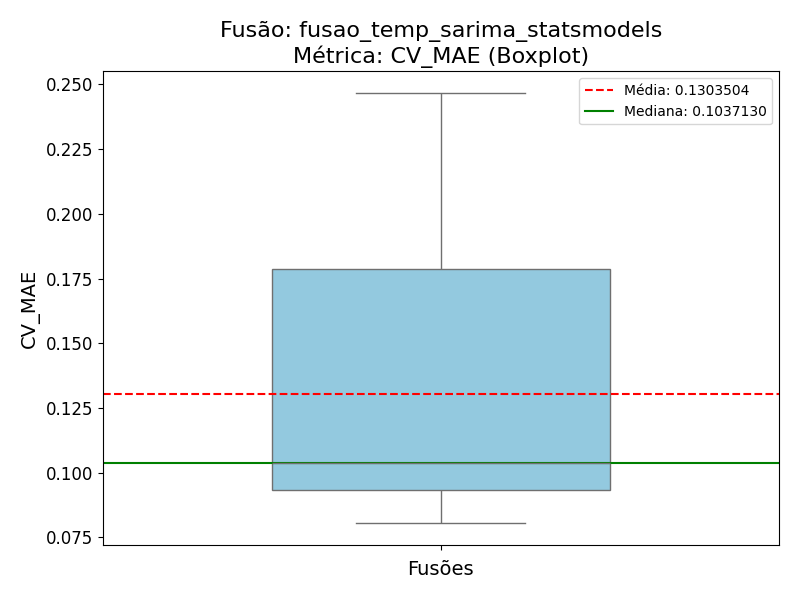 Fusão: fusao_temp_sarima_statsmodels
Métrica: CV_MAE (Boxplot)
Média: 0.1303504
Mediana: 0.1037130
0.250
0.225
0.200
0.175
0.150
0.125
0.100
0.075
CV_MAE
Fusões